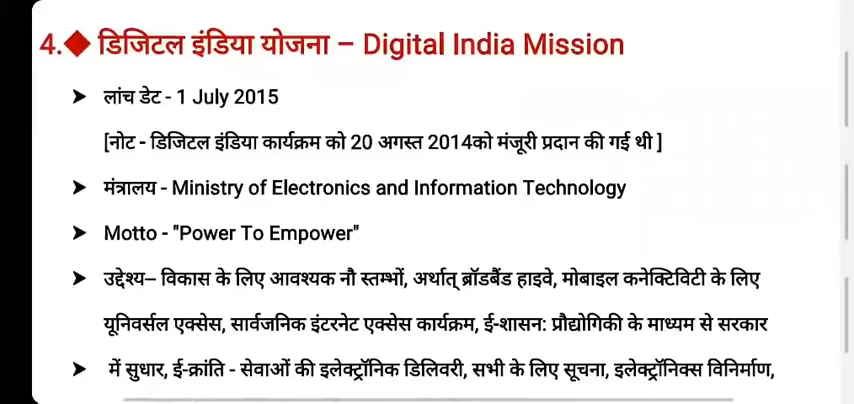 4.◆ डिजिटल इंडिया योजना – Digital India Mission
➤ लांच डेट - 1 July 2015
[नोट - डिजिटल इंडिया कार्यक्रम को 20 अगस्त 2014को मंजूरी प्रदान की गई थी ]
➤ मंत्रालय - Ministry of Electronics and Information Technology
➤ Motto - "Power To Empower"
➤ उद्देश्य– विकास के लिए आवश्यक नौ स्तम्भों, अर्थात् ब्रॉडबैंड हाइवे, मोबाइल कनेक्टिविटी के लिए
यूनिवर्सल एक्सेस, सार्वजनिक इंटरनेट एक्सेस कार्यक्रम, ई-शासन: प्रौद्योगिकी के माध्यम से सरकार
➤ में सुधार, ई-क्रांति - सेवाओं की इलेक्ट्रॉनिक डिलिवरी, सभी के लिए सूचना, इलेक्ट्रॉनिक्स विनिर्माण,